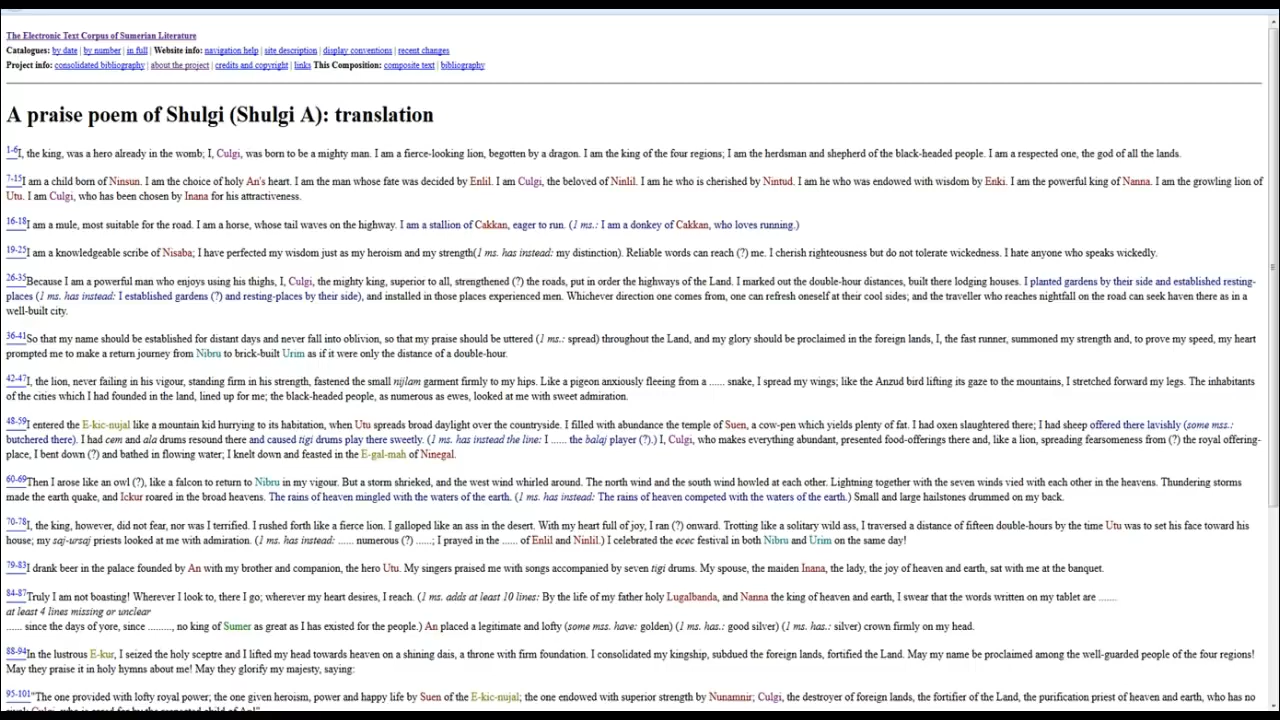 The Electronic Text Corpus of Sumerian Literature
Catalogues: by date | by number | in full | Website info: navigation help | site description | display conventions | recent changes
Project info: consolidated bibliography | about the project | credits and copyright | links This Composition: composite text | bibliography
A praise poem of Shulgi (Shulgi A): translation
1-6I, the king, was a hero already in the womb; I, Culgi, was born to be a mighty man. I am a fierce-looking lion, begotten by a dragon. I am the king of the four regions; I am the herdsman and shepherd of the black-headed people. I am a respected one, the god of all the lands.
7-15I am a child born of Ninsun. I am the choice of holy An's heart. I am the man whose fate was decided by Enlil. I am Culgi, the beloved of Ninlil. I am he who is cherished by Nintud. I am he who was endowed with wisdom by Enki. I am the powerful king of Nanna. I am the growling lion of
Utu. I am Culgi, who has been chosen by Inana for his attractiveness.
16-18I am a mule, most suitable for the road. I am a horse, whose tail waves on the highway. I am a stallion of Cakkan, eager to run. (1 ms.: I am a donkey of Cakkan, who loves running.)
19-25I am a knowledgeable scribe of Nisaba; I have perfected my wisdom just as my heroism and my strength(1 ms. has instead: my distinction). Reliable words can reach (?) me. I cherish righteousness but do not tolerate wickedness. I hate anyone who speaks wickedly.
26-35Because I am a powerful man who enjoys using his thighs, I, Culgi, the mighty king, superior to all, strengthened (?) the roads, put in order the highways of the Land. I marked out the double-hour distances, built there lodging houses. I planted gardens by their side and established resting-
places (1 ms. has instead: I established gardens (?) and resting-places by their side), and installed in those places experienced men. Whichever direction one comes from, one can refresh oneself at their cool sides; and the traveller who reaches nightfall on the road can seek haven there as in a
well-built city.
36-41So that my name should be established for distant days and never fall into oblivion, so that my praise should be uttered (1 ms.: spread) throughout the Land, and my glory should be proclaimed in the foreign lands, I, the fast runner, summoned my strength and, to prove my speed, my heart
prompted me to make a return journey from Nibru to brick-built Urim as if it were only the distance of a double-hour.
42-47I, the lion, never failing in his vigour, standing firm in his strength, fastened the small nijlam garment firmly to my hips. Like a pigeon anxiously fleeing from a ...... snake, I spread my wings; like the Anzud bird lifting its gaze to the mountains, I stretched forward my legs. The inhabitants
of the cities which I had founded in the land, lined up for me; the black-headed people, as numerous as ewes, looked at me with sweet admiration.
48-59I entered the E-kic-nujal like a mountain kid hurrying to its habitation, when Utu spreads broad daylight over the countryside. I filled with abundance the temple of Suen, a cow-pen which yields plenty of fat. I had oxen slaughtered there; I had sheep offered there lavishly (some mss.:
butchered there). I had cem and ala drums resound there and caused tigi drums play there sweetly. (1 ms. has instead the line: I ...... the balaj player (?).) I, Culgi, who makes everything abundant, presented food-offerings there and, like a lion, spreading fearsomeness from (?) the royal offering-
place, I bent down (?) and bathed in flowing water; I knelt down and feasted in the E-gal-mah of Ninegal.
60-69Then I arose like an owl (?), like a falcon to return to Nibru in my vigour. But a storm shrieked, and the west wind whirled around. The north wind and the south wind howled at each other. Lightning together with the seven winds vied with each other in the heavens. Thundering storms
made the earth quake, and Ickur roared in the broad heavens. The rains of heaven mingled with the waters of the earth. (1 ms. has instead: The rains of heaven competed with the waters of the earth.) Small and large hailstones drummed on my back.
70-78I, the king, however, did not fear, nor was I terrified. I rushed forth like a fierce lion. I galloped like an ass in the desert. With my heart full of joy, I ran (?) onward. Trotting like a solitary wild ass, I traversed a distance of fifteen double-hours by the time Utu was to set his face toward his
house; my saj-ursaj priests looked at me with admiration. (1 ms. has instead: ...... numerous (?) ......; I prayed in the ...... of Enlil and Ninlil.) I celebrated the ecec festival in both Nibru and Urim on the same day!
79-83I drank beer in the palace founded by An with my brother and companion, the hero Utu. My singers praised me with songs accompanied by seven tigi drums. My spouse, the maiden Inana, the lady, the joy of heaven and earth, sat with me at the banquet.
84-87Truly I am not boasting! Wherever I look to, there I go; wherever my heart desires, I reach. (1 ms. adds at least 10 lines: By the life of my father holy Lugalbanda, and Nanna the king of heaven and earth, I swear that the words written on my tablet are .......
at least 4 lines missing or unclear
...... since the days of yore, since ........., no king of Sumer as great as I has existed for the people.) An placed a legitimate and lofty (some mss. have: golden) (1 ms. has.: good silver) (1 ms. has.: silver) crown firmly on my head.
88-94In the lustrous E-kur, I seized the holy sceptre and I lifted my head towards heaven on a shining dais, a throne with firm foundation. I consolidated my kingship, subdued the foreign lands, fortified the Land. May my name be proclaimed among the well-guarded people of the four regions!
May they praise it in holy hymns about me! May they glorify my majesty, saying:
95-101"The one provided with lofty royal power; the one given heroism, power and happy life by Suen of the E-kic-nujal; the one endowed with superior strength by Nunamnir; Culgi, the destroyer of foreign lands, the fortifier of the Land, the purification priest of heaven and earth, who has no